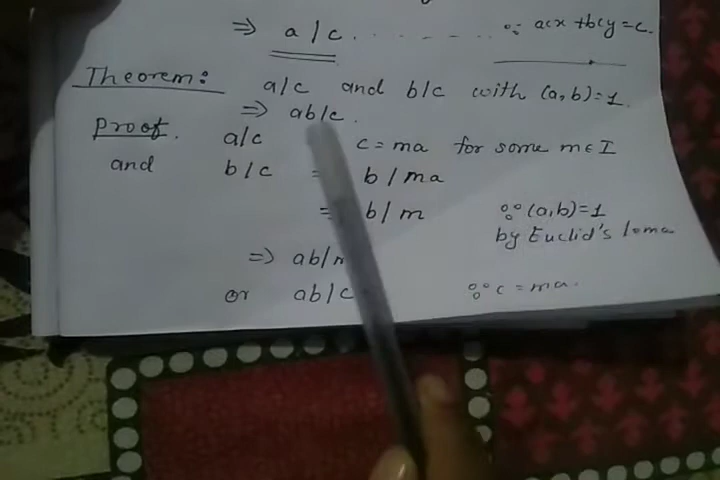 ⇒ a/c. . . . . . . . ∵ acx + bcy = c.
Theorem: a/c and b/c with (a,b)=1.
⇒ ab/c.
Proof. a/c c = ma for some m ∈ I
and b/c b/ma
b/m ∵ (a,b)=1
by Euclid's lema
⇒ ab/m
or ab/c ∵ c = ma.